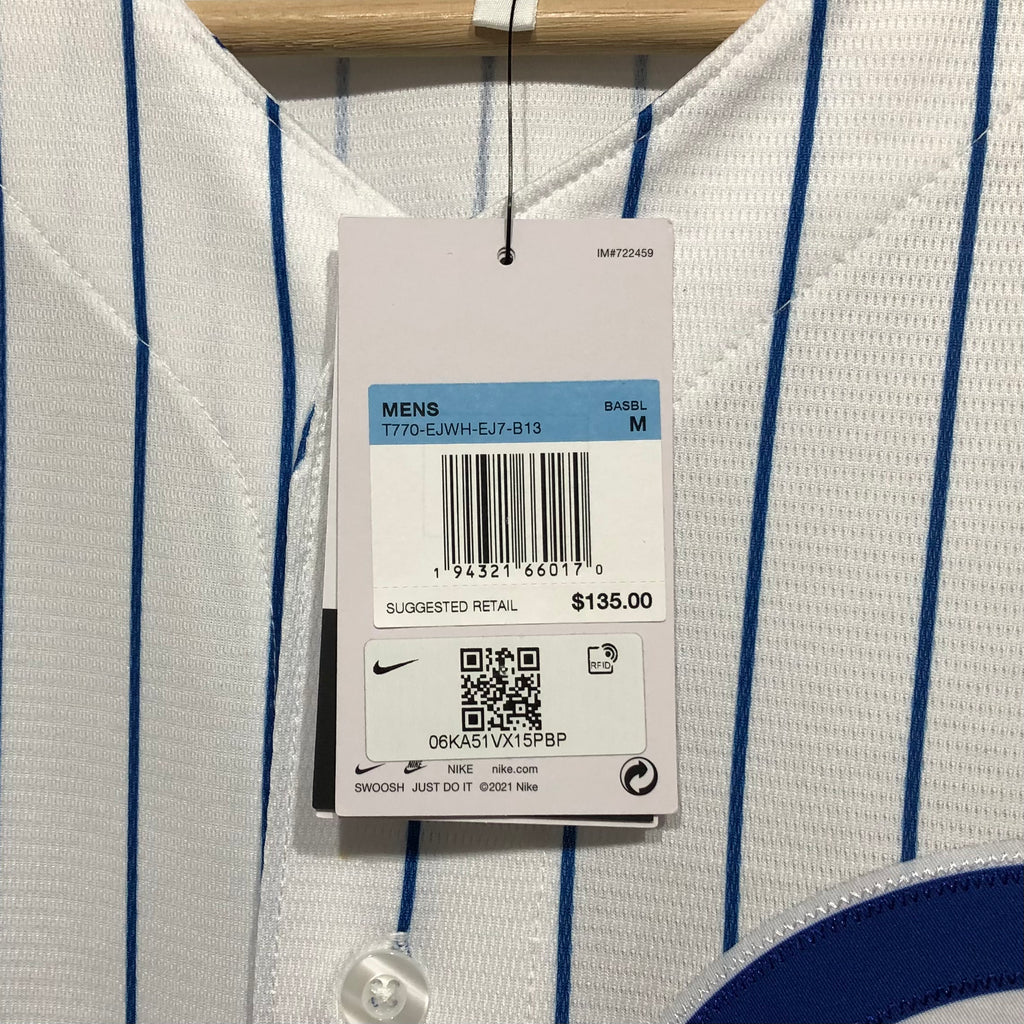 IM#722459
MENS BASBL
T770-EJWH-EJ7-B13 M
1 94321 66017 0
SUGGESTED RETAIL $135.00
RFID
06KA51VX15PBP
NIKE NIKE nike.com
SWOOSH JUST DO IT ©2021 Nike